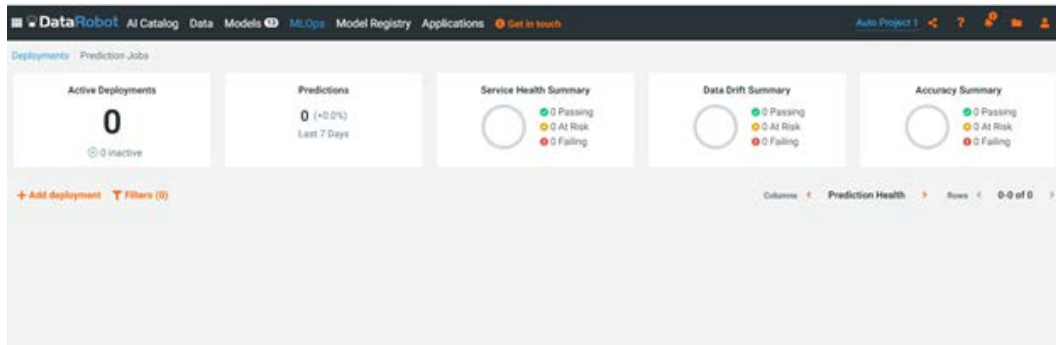 DataRobot AI Catalog Data Models 13 MLOps Model Registry Applications Get in touch Auto Project 1 ?
Deployments Prediction Jobs
Active Deployments
0
0 inactive
Predictions
0 (+0.0%)
Last 7 Days
Service Health Summary
0 Passing
0 At Risk
0 Failing
Data Drift Summary
0 Passing
0 At Risk
0 Failing
Accuracy Summary
0 Passing
0 At Risk
0 Failing
+ Add deployment Filters (0) Columns < Prediction Health > Rows < 0-0 of 0 >